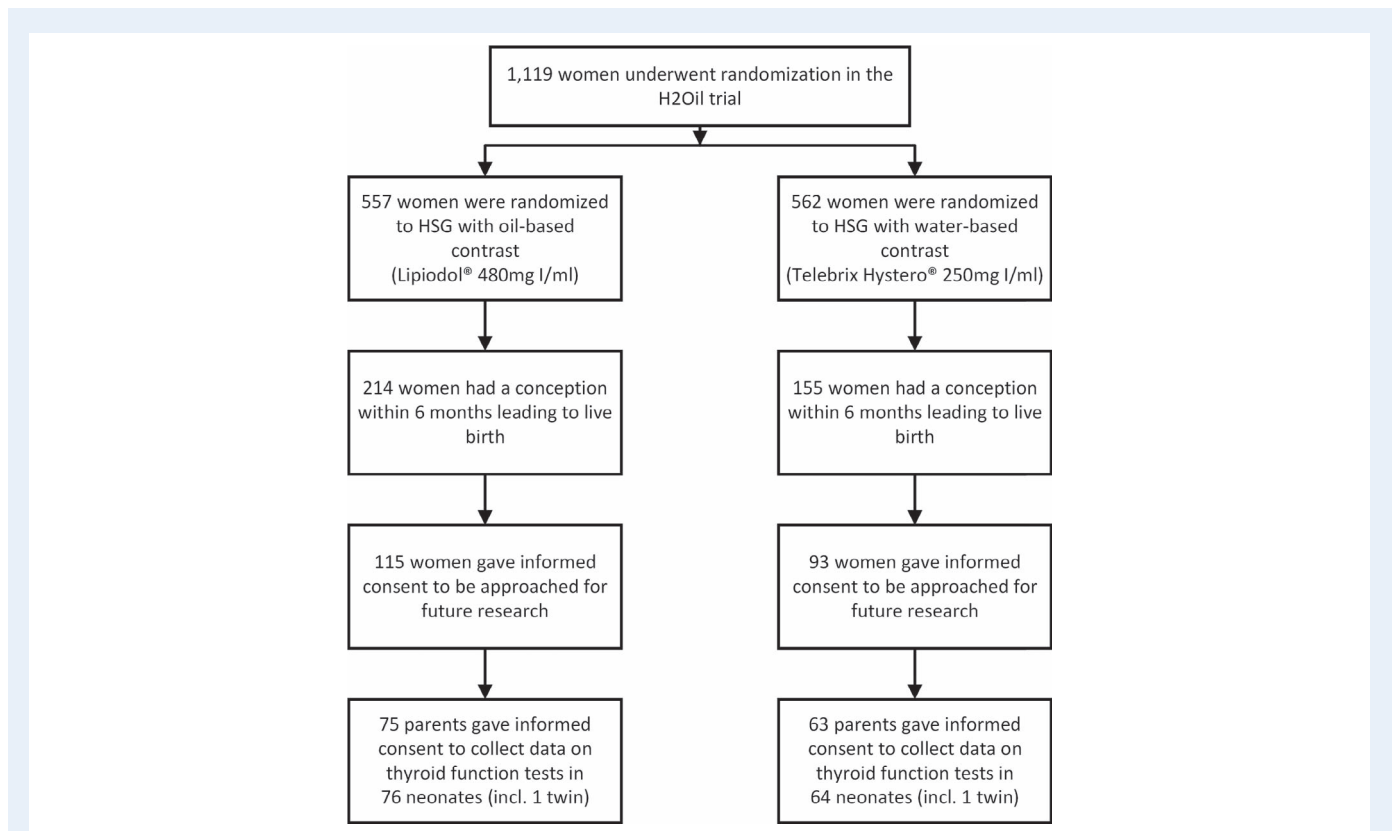 1,119 women underwent randomization in the
H2Oil trial
557 women were randomized
to HSG with oil-based
contrast
(Lipiodol® 480mg I/ml)
562 women were randomized
to HSG with water-based
contrast
(Telebrix Hystero® 250mg I/ml)
214 women had a conception
within 6 months leading to live
birth
155 women had a conception
within 6 months leading to live
birth
115 women gave informed
consent to be approached for
future research
93 women gave informed
consent to be approached for
future research
75 parents gave informed
consent to collect data on
thyroid function tests in
76 neonates (incl. 1 twin)
63 parents gave informed
consent to collect data on
thyroid function tests in
64 neonates (incl. 1 twin)